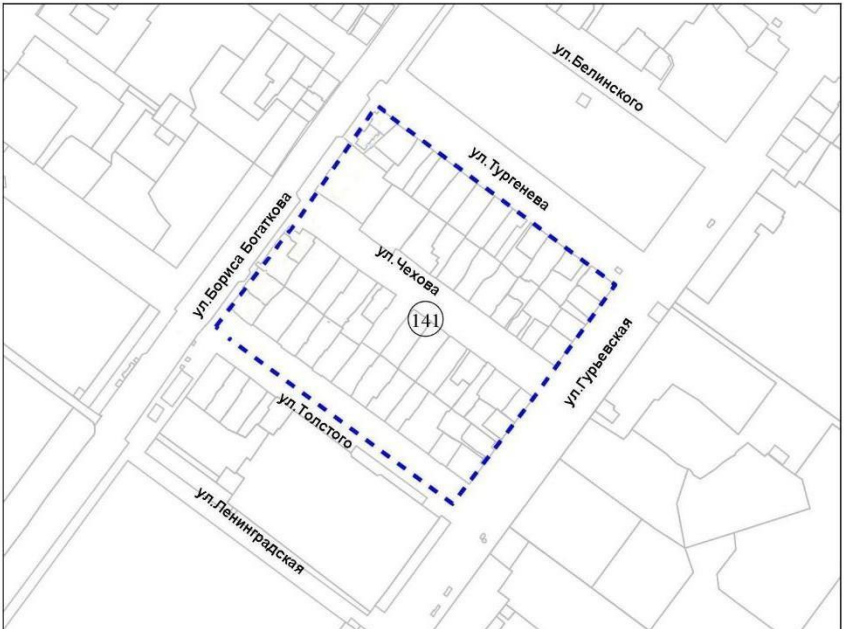 ул.Белинского
ул.Тургенева
ул.Бориса Богаткова
ул.Чехова
141
ул.Гурьевская
ул.Толстого
ул.Ленинградская